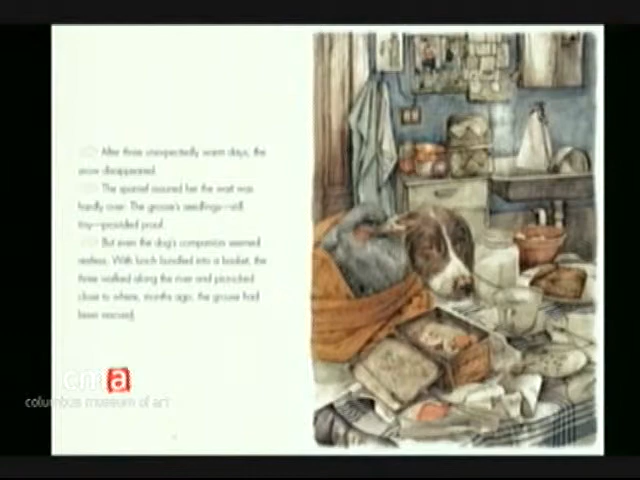 After three unexpectedly warm days, the
snow disappeared.
The spaniel assured her the wait was
hardly over. The grouse's seedlings—still
tiny—provided proof.
But even the dog's companion seemed
restless. With lunch bundled into a basket, the
three walked along the river and picnicked
close to where, months ago, the grouse had
been rescued.
cma
columbus museum of art